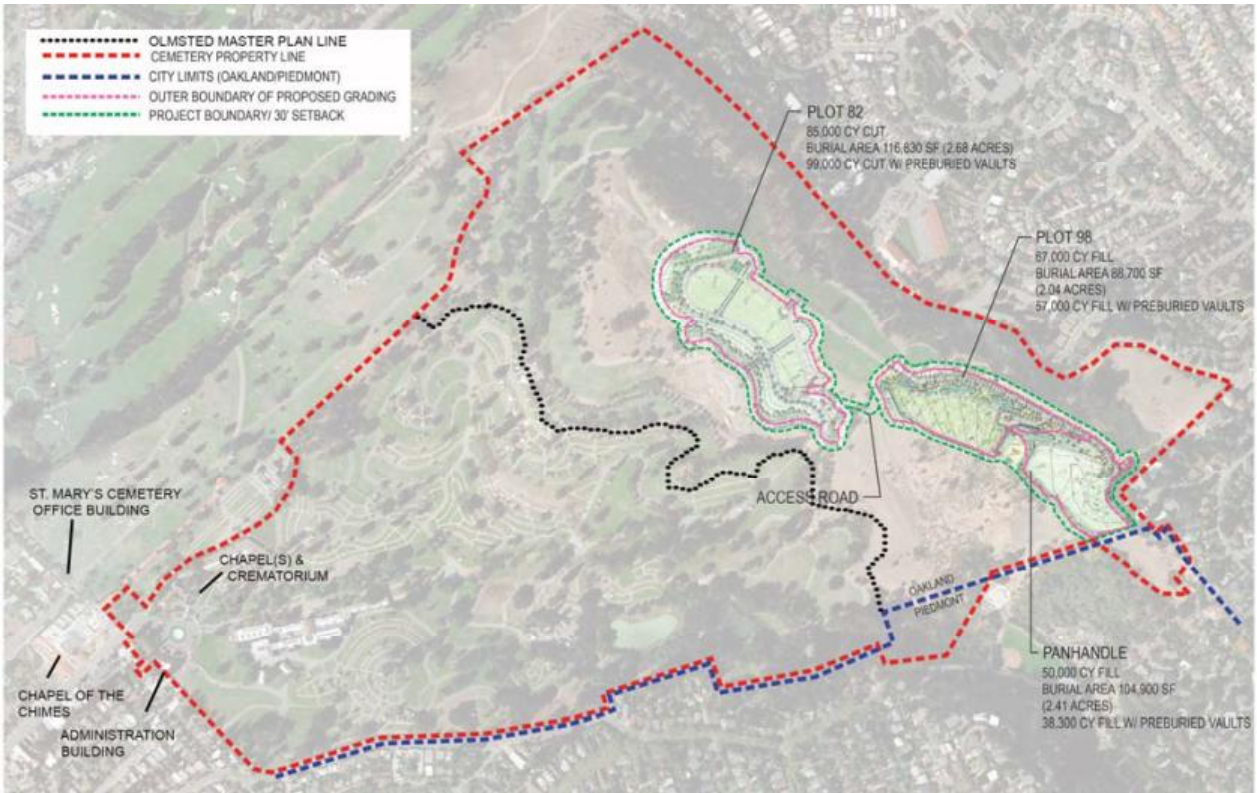 OLMSTED MASTER PLAN LINE
CEMETERY PROPERTY LINE
CITY LIMITS (OAKLAND/PIEDMONT)
OUTER BOUNDARY OF PROPOSED GRADING
PROJECT BOUNDARY/ 30' SETBACK
PLOT 82
85,000 CY CUT
BURIAL AREA 116,630 SF (2.68 ACRES)
99,000 CY CUT W/ PREBURIED VAULTS
PLOT 98
67,000 CY FILL
BURIAL AREA 88,700 SF
(2.04 ACRES)
57,000 CY FILL W/ PREBURIED VAULTS
ACCESS ROAD
ST. MARY'S CEMETERY
OFFICE BUILDING
CHAPEL(S) &
CREMATORIUM
OAKLAND
PIEDMONT
CHAPEL OF THE
CHIMES
ADMINISTRATION
BUILDING
PANHANDLE
50,000 CY FILL
BURIAL AREA 104,900 SF
(2.41 ACRES)
38,300 CY FILL W/ PREBURIED VAULTS